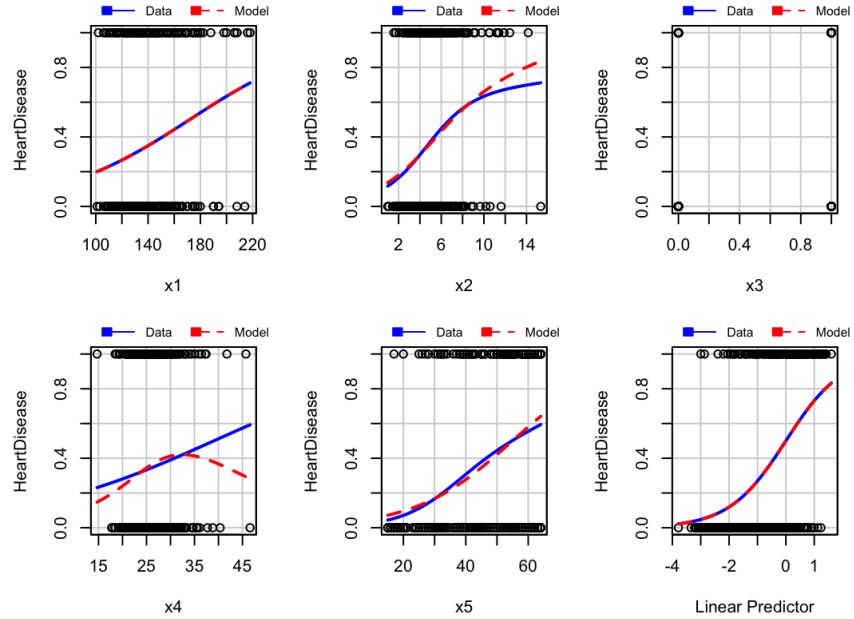 Data Model
HeartDisease
0.0 0.4 0.8
100 140 180 220
x1
Data Model
HeartDisease
0.0 0.4 0.8
2 6 10 14
x2
Data Model
HeartDisease
0.0 0.4 0.8
0.0 0.4 0.8
x3
Data Model
HeartDisease
0.0 0.4 0.8
15 25 35 45
x4
Data Model
HeartDisease
0.0 0.4 0.8
20 40 60
x5
Data Model
HeartDisease
0.0 0.4 0.8
-4 -2 0 1
Linear Predictor